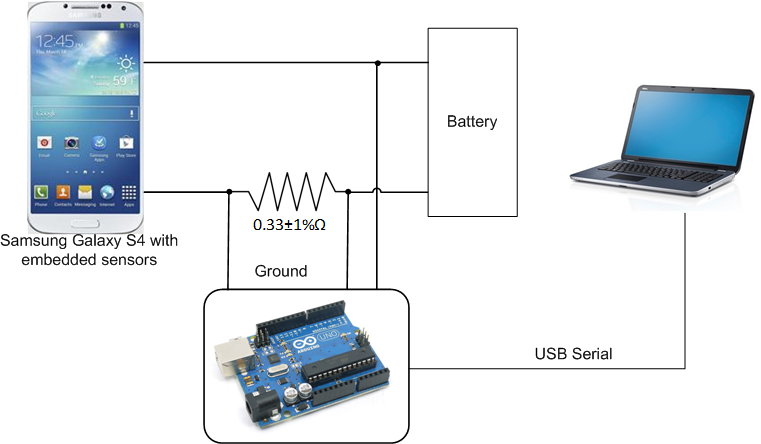 SAMSUNG
12:45
Google
Email
Camera
Samsung Apps
Play Store
Phone
Contacts
Messaging
Internet
Apps
59°
Samsung Galaxy S4 with
embedded sensors
0.33±1%Ω
Ground
Battery
ARDUINO
UNO
USB Serial